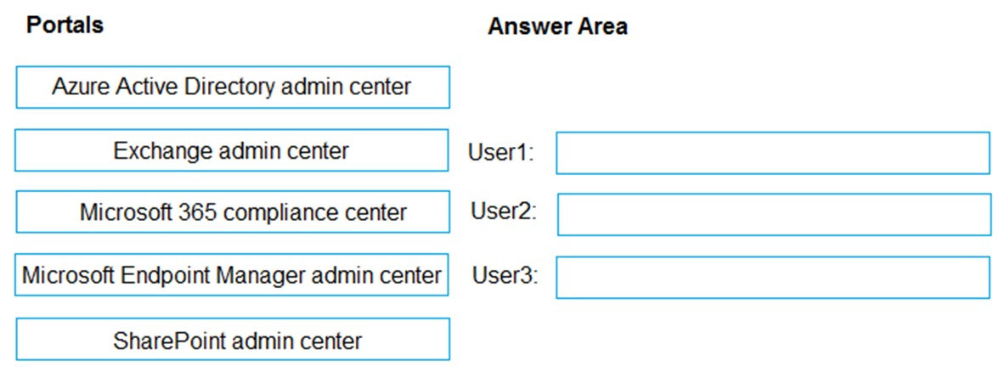 Portals
Answer Area
Azure Active Directory admin center
Exchange admin center
User1:
Microsoft 365 compliance center
User2:
Microsoft Endpoint Manager admin center
User3:
SharePoint admin center